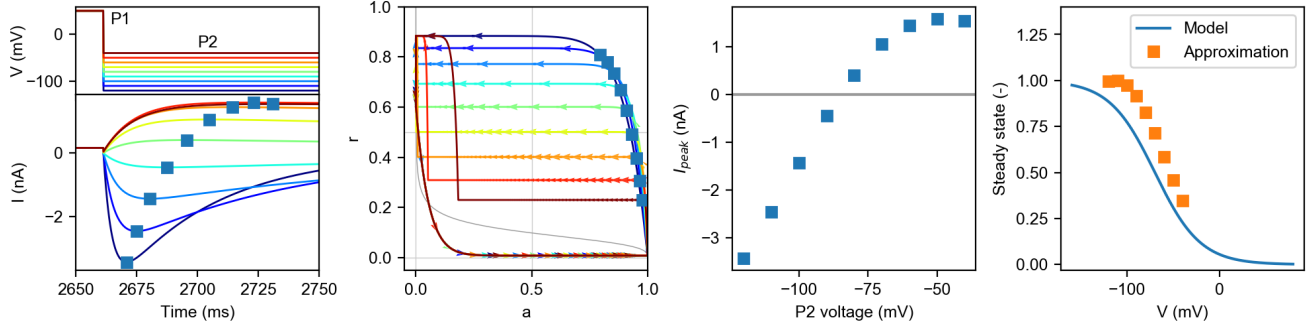 0
−100
V (mV)
P1
P2
0
−2
I (nA)
2650 2675 2700 2725 2750
Time (ms)
1.0
0.8
0.6
0.4
0.2
0.0
r
0.0 0.5 1.0
a
1
0
−1
−2
−3
I_peak (nA)
−100 −75 −50
P2 voltage (mV)
1.25
1.00
0.75
0.50
0.25
0.00
Steady state (-)
Model
Approximation
−100 0
V (mV)